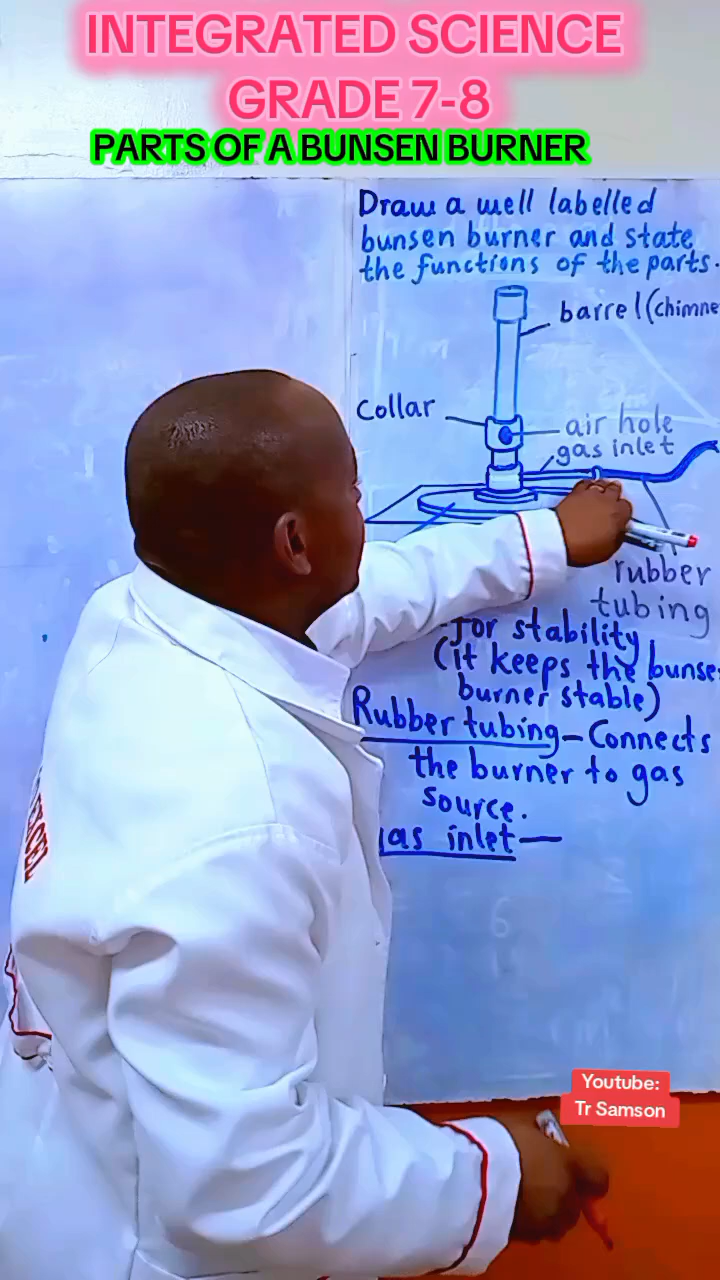 INTEGRATED SCIENCE
GRADE 7-8
PARTS OF A BUNSEN BURNER
Draw a well labelled
bunsen burner and state
the functions of the parts.
barrel (chimne
Collar
air hole
gas inlet
rubber
tubing
- for stability
(it keeps the bunse
burner stable)
Rubber tubing - Connects
the burner to gas
source.
gas inlet -
Youtube:
Tr Samson